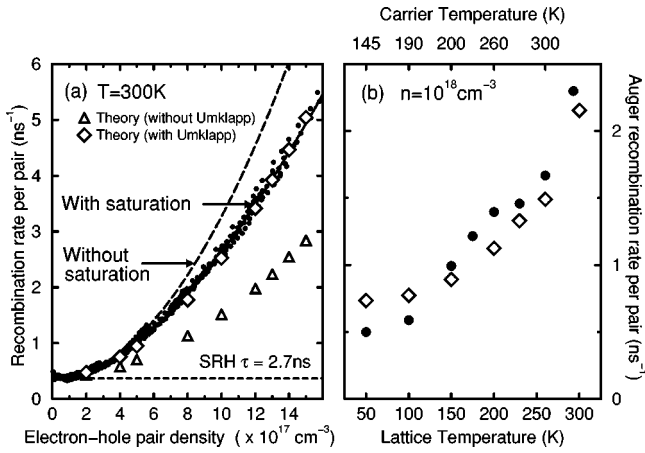 Carrier Temperature (K)
145 190 200 260 300
6
5
4
3
2
1
0
Recombination rate per pair (ns⁻¹)
(a) T=300K
Theory (without Umklapp)
Theory (with Umklapp)
With saturation
Without
saturation
SRH τ = 2.7ns
0 2 4 6 8 10 12 14
Electron−hole pair density ( x 10¹⁷ cm⁻³)
(b) n=10¹⁸cm⁻³
2
1
0
Auger recombination rate per pair (ns⁻¹)
50 100 150 200 250 300
Lattice Temperature (K)